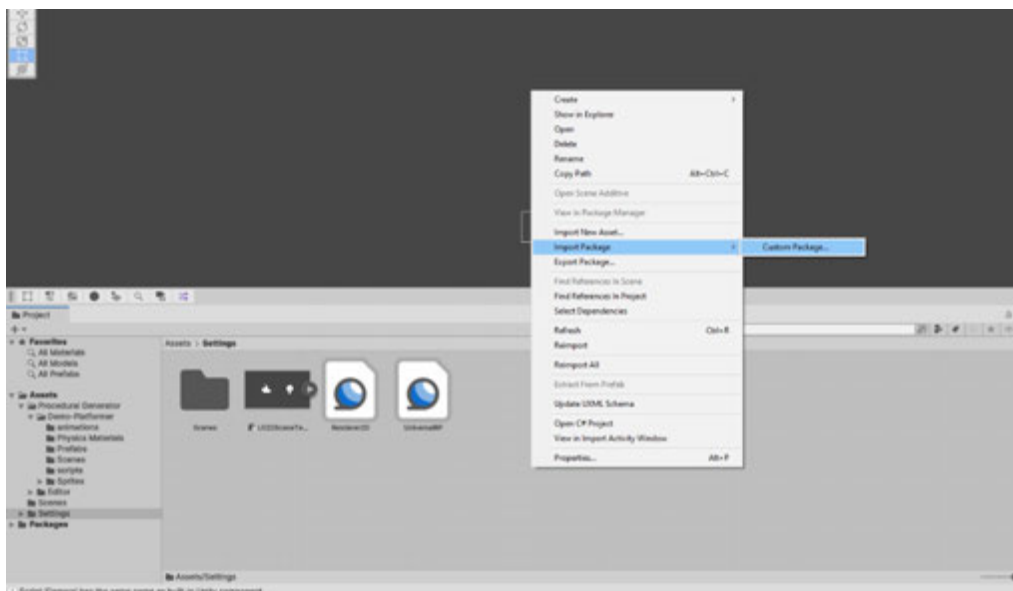 Create
Show in Explorer
Open
Delete
Rename
Copy Path Alt+Ctrl+C
Open Scene Additive
View in Package Manager
Import New Asset...
Import Package
Custom Package...
Export Package...
Find References In Scene
Find References In Project
Select Dependencies
Refresh Ctrl+R
Reimport
Reimport All
Extract From Prefab
Update UXML Schema
Open C# Project
View in Import Activity Window
Properties... Alt+P
Project
Favorites
All Materials
All Models
All Prefabs
Assets
Procedural Generator
Demo-Platformer
animations
Physics Materials
Prefabs
Scenes
scripts
Sprites
Editor
Scenes
Settings
Packages
Assets > Settings
Scenes
Renderer2D
UniversalRP
Assets/Settings